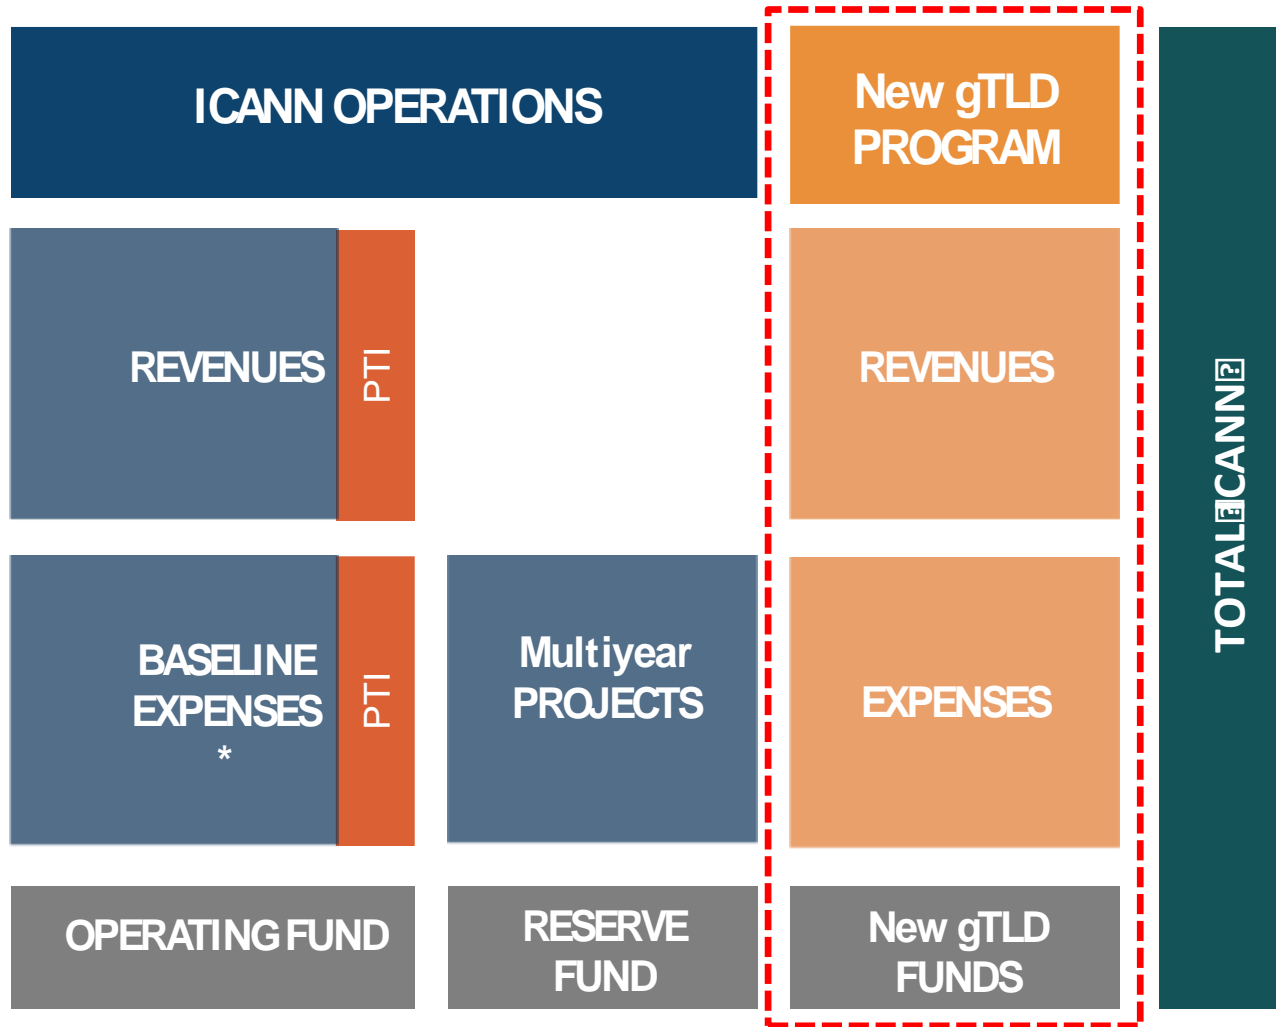 ICANN OPERATIONS
New gTLD
PROGRAM
REVENUES
PTI
REVENUES
BASELINE
EXPENSES
*
PTI
Multiyear
PROJECTS
EXPENSES
OPERATING FUND
RESERVE
FUND
New gTLD
FUNDS
TOTAL⍰ICANN⍰